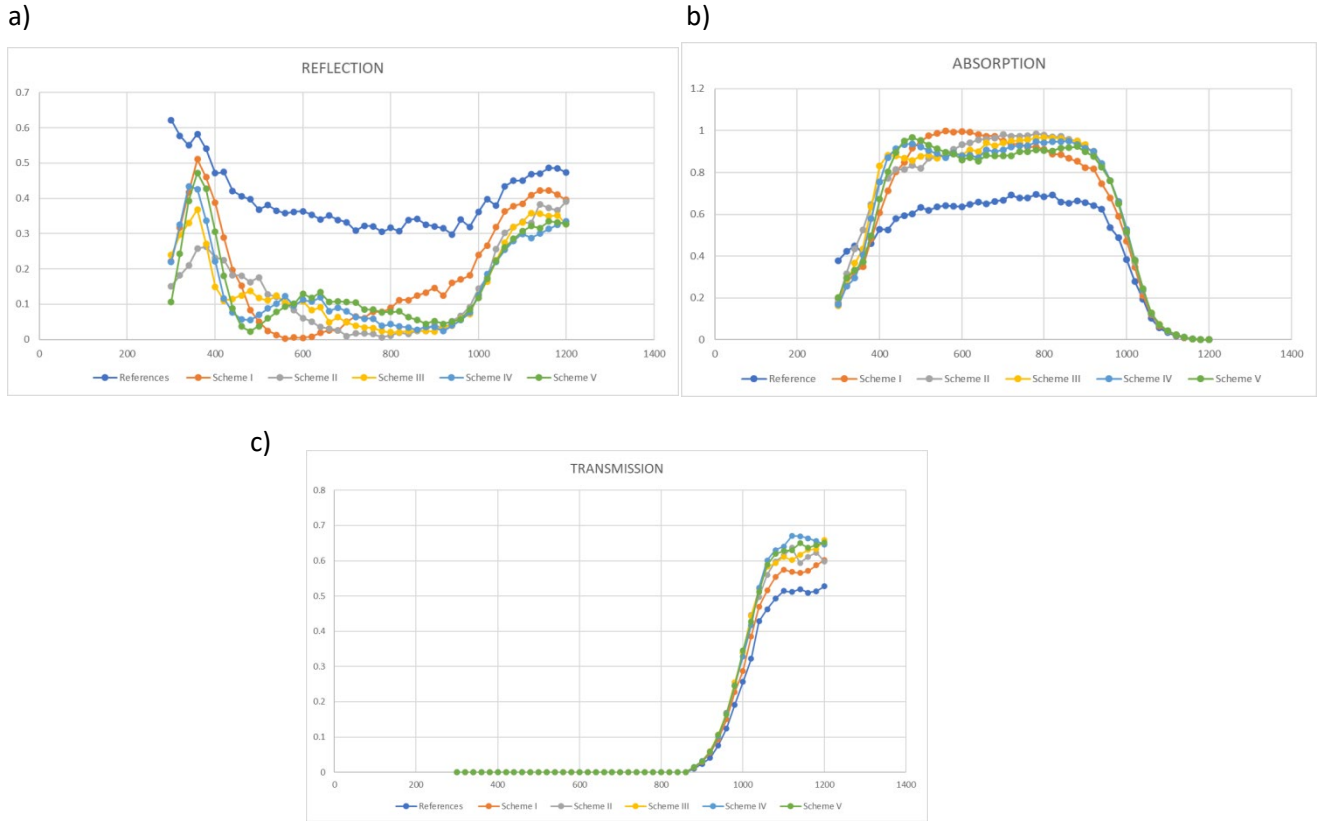 a)
REFLECTION
0.7
0.6
0.5
0.4
0.3
0.2
0.1
0
0 200 400 600 800 1000 1200 1400
References Scheme I Scheme II Scheme III Scheme IV Scheme V
b)
ABSORPTION
1.2
1
0.8
0.6
0.4
0.2
0
0 200 400 600 800 1000 1200 1400
Reference Scheme I Scheme II Scheme III Scheme IV Scheme V
c)
TRANSMISSION
0.8
0.7
0.6
0.5
0.4
0.3
0.2
0.1
0
0 200 400 600 800 1000 1200 1400
References Scheme I Scheme II Scheme III Scheme IV Scheme V